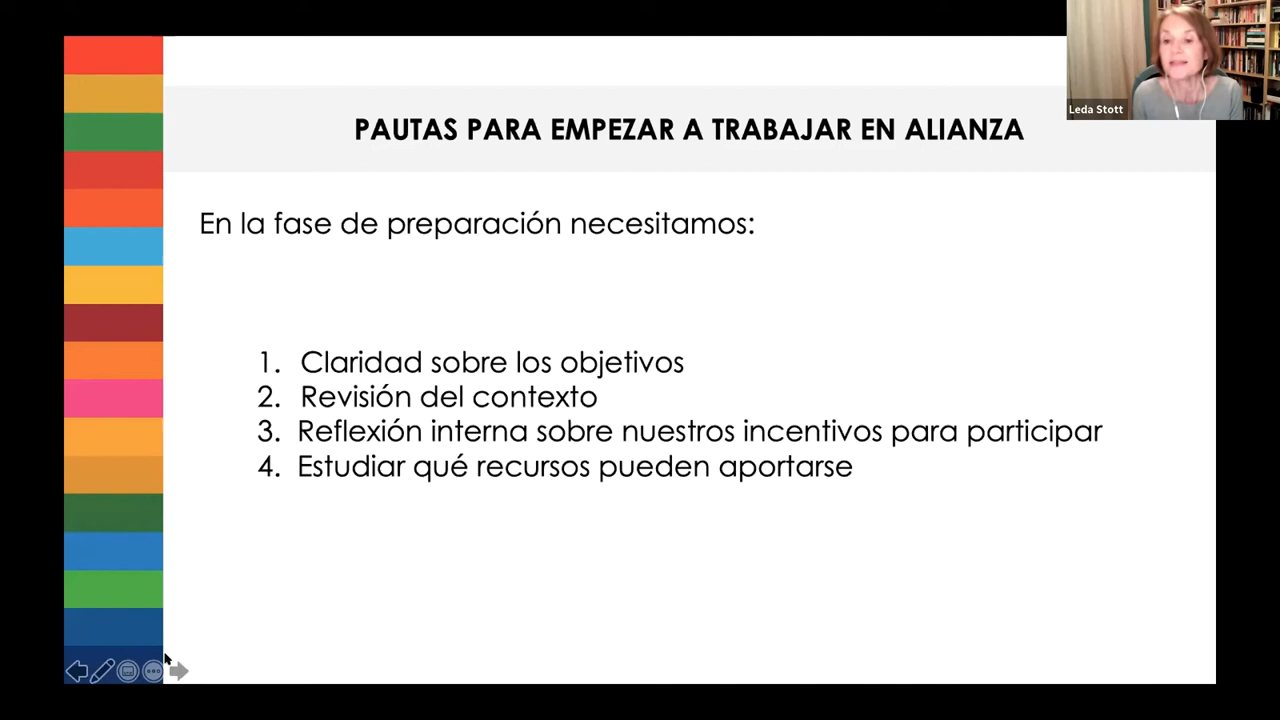 Leda Stott
PAUTAS PARA EMPEZAR A TRABAJAR EN ALIANZA
En la fase de preparación necesitamos:
1. Claridad sobre los objetivos
2. Revisión del contexto
3. Reflexión interna sobre nuestros incentivos para participar
4. Estudiar qué recursos pueden aportarse